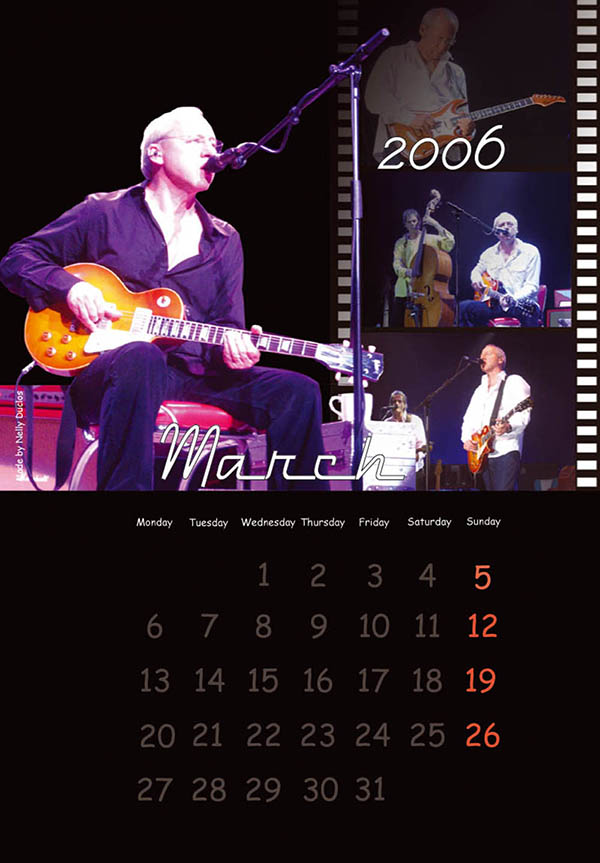 2006
Made by Nelly Duclos
March
Monday Tuesday Wednesday Thursday Friday Saturday Sunday
1 2 3 4 5
6 7 8 9 10 11 12
13 14 15 16 17 18 19
20 21 22 23 24 25 26
27 28 29 30 31